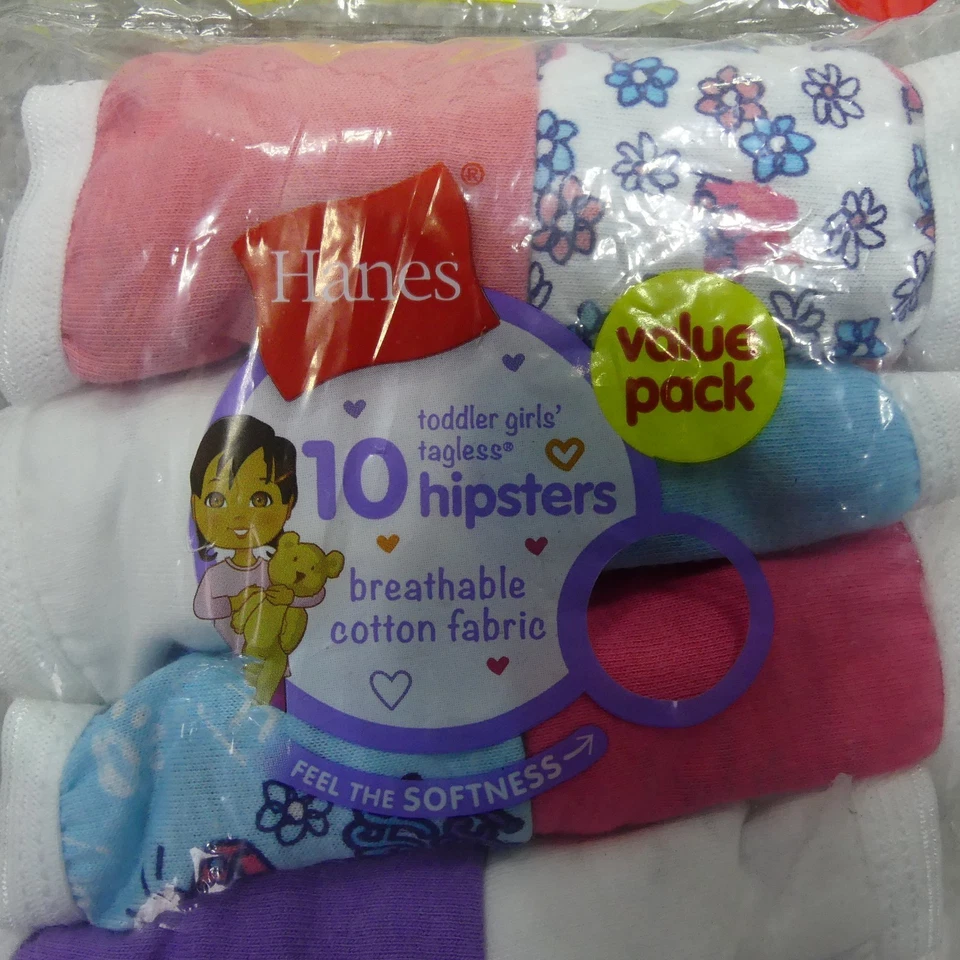 Hanes®
value
pack
toddler girls'
tagless®
10 hipsters
breathable
cotton fabric
FEEL THE SOFTNESS